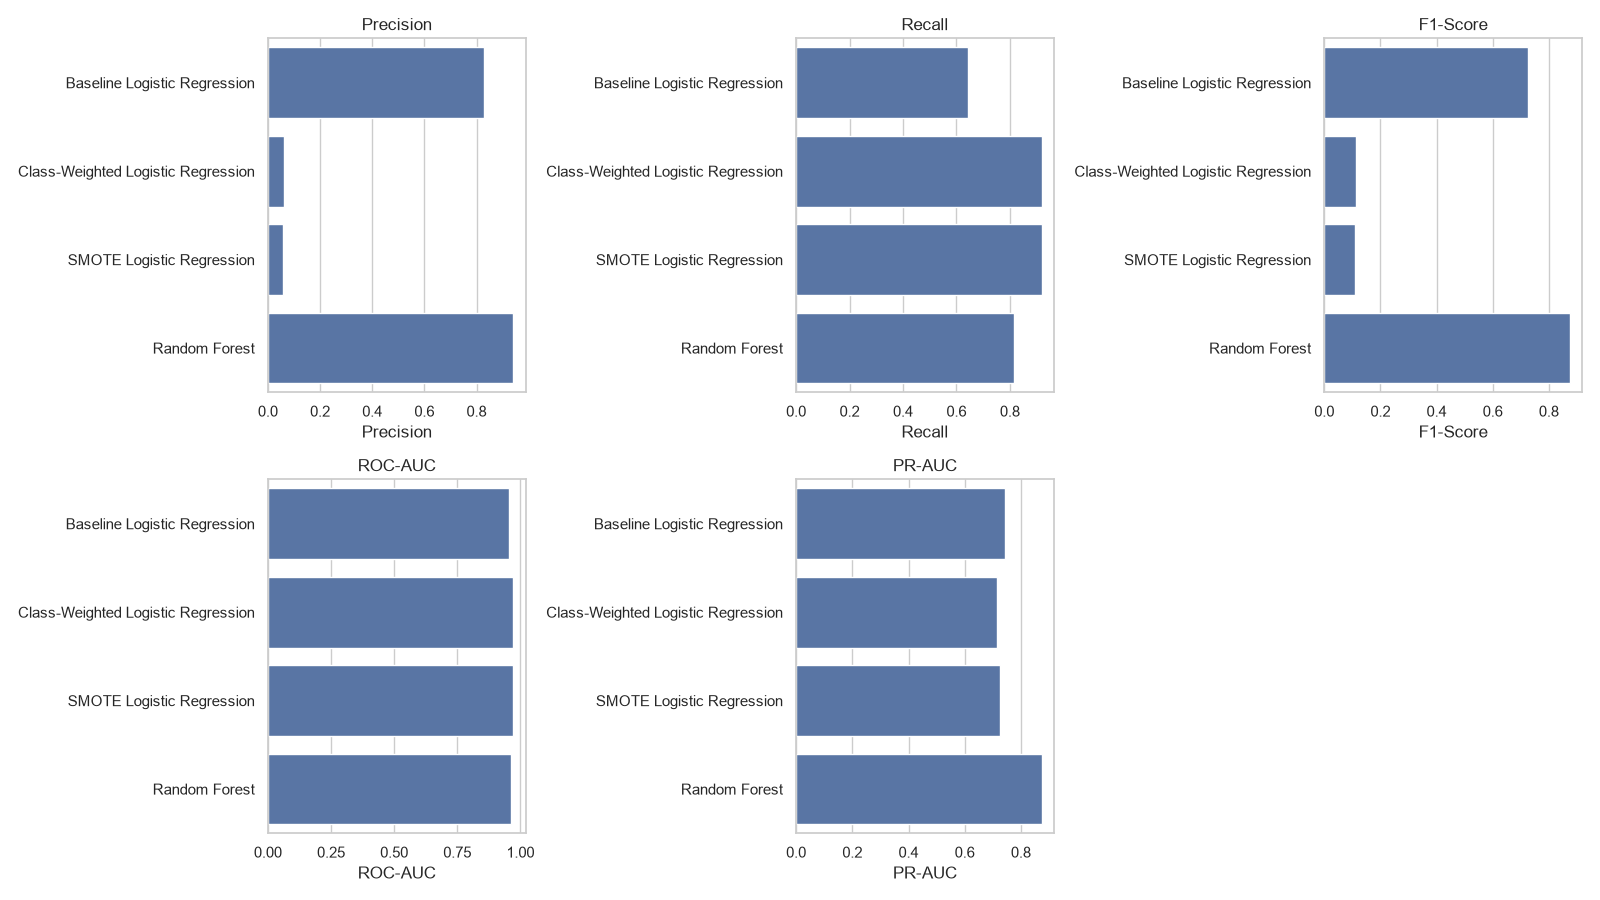 Precision
Baseline Logistic Regression
Class-Weighted Logistic Regression
SMOTE Logistic Regression
Random Forest
0.0 0.2 0.4 0.6 0.8
Precision
Recall
Baseline Logistic Regression
Class-Weighted Logistic Regression
SMOTE Logistic Regression
Random Forest
0.0 0.2 0.4 0.6 0.8
Recall
F1-Score
Baseline Logistic Regression
Class-Weighted Logistic Regression
SMOTE Logistic Regression
Random Forest
0.0 0.2 0.4 0.6 0.8
F1-Score
ROC-AUC
Baseline Logistic Regression
Class-Weighted Logistic Regression
SMOTE Logistic Regression
Random Forest
0.00 0.25 0.50 0.75 1.00
ROC-AUC
PR-AUC
Baseline Logistic Regression
Class-Weighted Logistic Regression
SMOTE Logistic Regression
Random Forest
0.0 0.2 0.4 0.6 0.8
PR-AUC